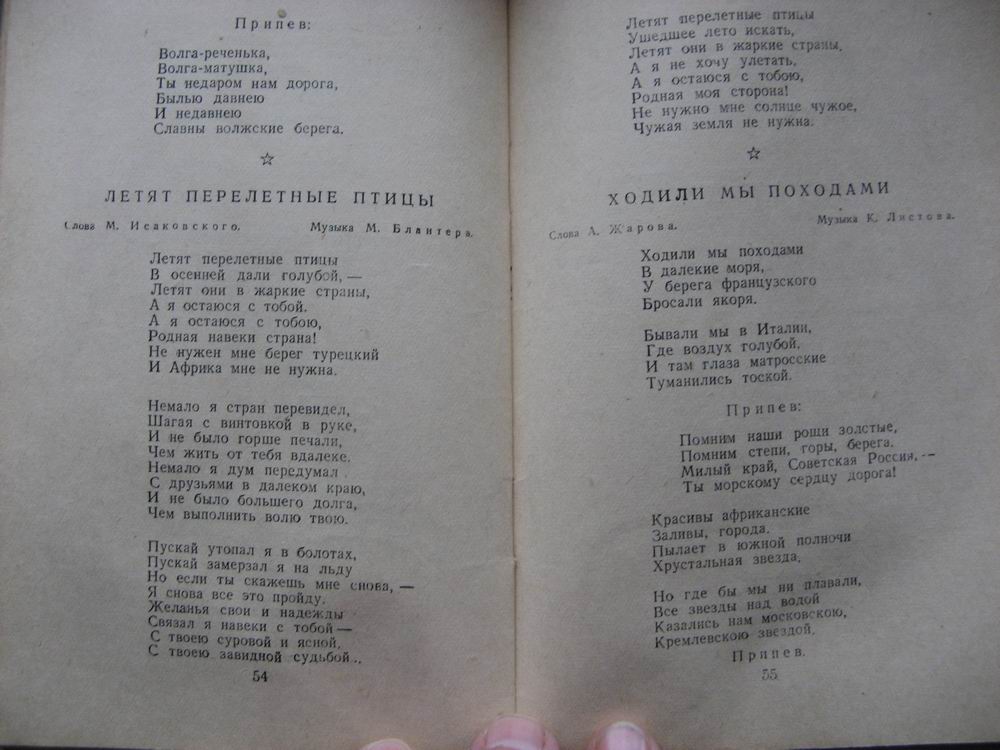 Припев:
Волга-реченька,
Волга-матушка,
Ты недаром нам дорога,
Былью давнею
И недавнею
Славны волжские берега.
☆
ЛЕТЯТ ПЕРЕЛЕТНЫЕ ПТИЦЫ
Слова М. Исаковского. Музыка М. Блантера.
Летят перелетные птицы
В осенней дали голубой, —
Летят они в жаркие страны,
А я остаюся с тобой.
А я остаюся с тобою,
Родная навеки страна!
Не нужен мне берег турецкий
И Африка мне не нужна.
Немало я стран перевидел,
Шагая с винтовкой в руке,
И не было горше печали,
Чем жить от тебя вдалеке.
Немало я дум передумал
С друзьями в далеком краю,
И не было большего долга,
Чем выполнить волю твою.
Пускай утопал я в болотах,
Пускай замерзал я на льду
Но если ты скажешь мне снова, —
Я снова все это пройду.
Желанья свои и надежды
Связал я навеки с тобой —
С твоею суровой и ясной,
С твоею завидной судьбой..
54
Летят перелетные птицы
Ушедшее лето искать,
Летят они в жаркие страны,
А я не хочу улетать,
А я остаюся с тобою,
Родная моя сторона!
Не нужно мне солнце чужое,
Чужая земля не нужна.
☆
ХОДИЛИ МЫ ПОХОДАМИ
Слова А. Жарова. Музыка К. Листова.
Ходили мы походами
В далекие моря,
У берега французского
Бросали якоря.
Бывали мы в Италии,
Где воздух голубой,
И там глаза матросские
Туманились тоской.
Припев:
Помним наши рощи золотые,
Помним степи, горы, берега.
Милый край, Советская Россия, —
Ты морскому сердцу дорога!
Красивы африканские
Заливы, города.
Пылает в южной полночи
Хрустальная звезда.
Но где бы мы ни плавали,
Все звезды над водой
Казались нам московскою,
Кремлевскою звездой.
Припев.
55